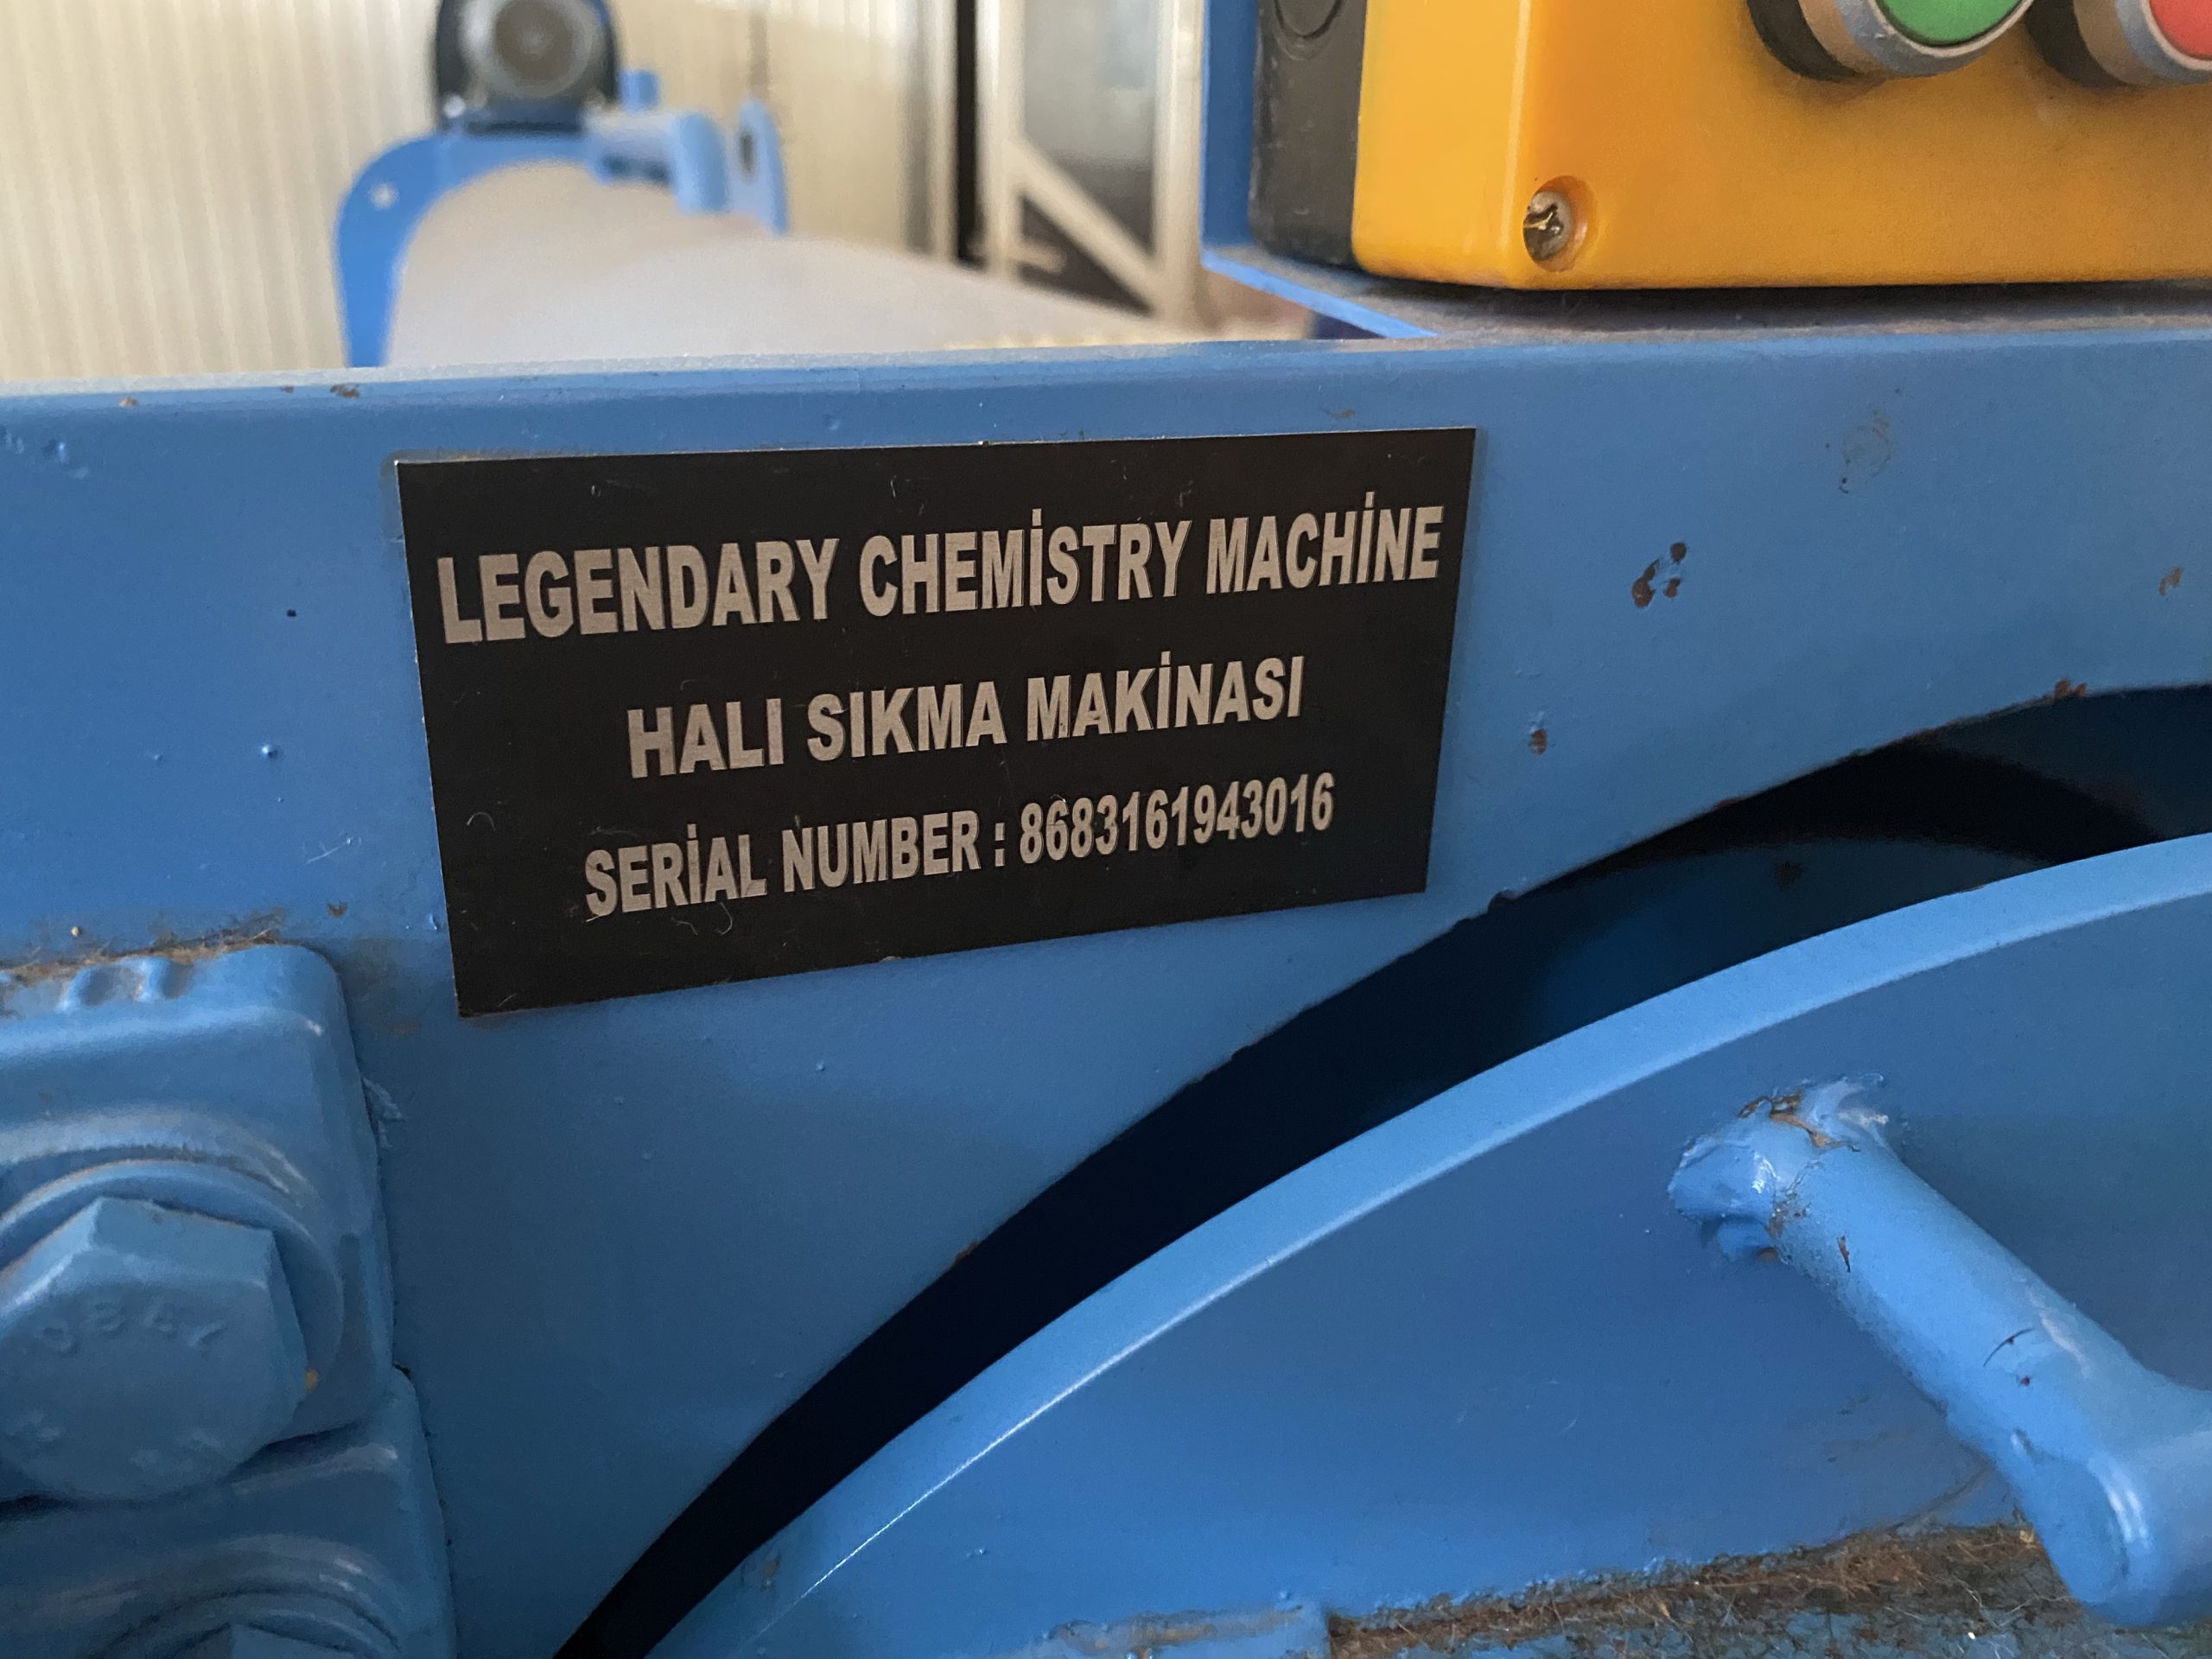 LEGENDARY CHEMİSTRY MACHİNE
HALI SIKMA MAKİNASI
SERİAL NUMBER : 8683161943016